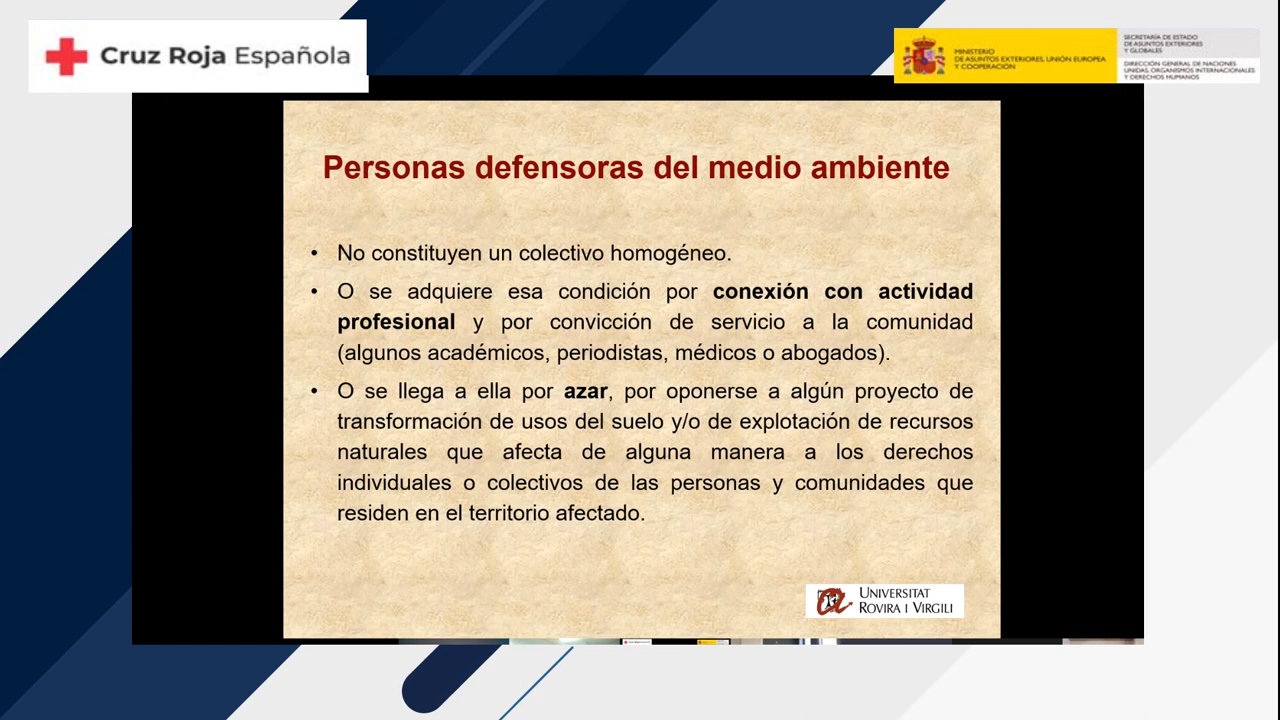 Cruz Roja Española
MINISTERIO
DE ASUNTOS EXTERIORES, UNIÓN EUROPEA
Y COOPERACIÓN
SECRETARÍA DE ESTADO
DE ASUNTOS EXTERIORES
Y GLOBALES
DIRECCIÓN GENERAL DE NACIONES
UNIDAS, ORGANISMOS INTERNACIONALES
Y DERECHOS HUMANOS
Personas defensoras del medio ambiente
• No constituyen un colectivo homogéneo.
• O se adquiere esa condición por conexión con actividad
profesional y por convicción de servicio a la comunidad
(algunos académicos, periodistas, médicos o abogados).
• O se llega a ella por azar, por oponerse a algún proyecto de
transformación de usos del suelo y/o de explotación de recursos
naturales que afecta de alguna manera a los derechos
individuales o colectivos de las personas y comunidades que
residen en el territorio afectado.
UNIVERSITAT
ROVIRA I VIRGILI